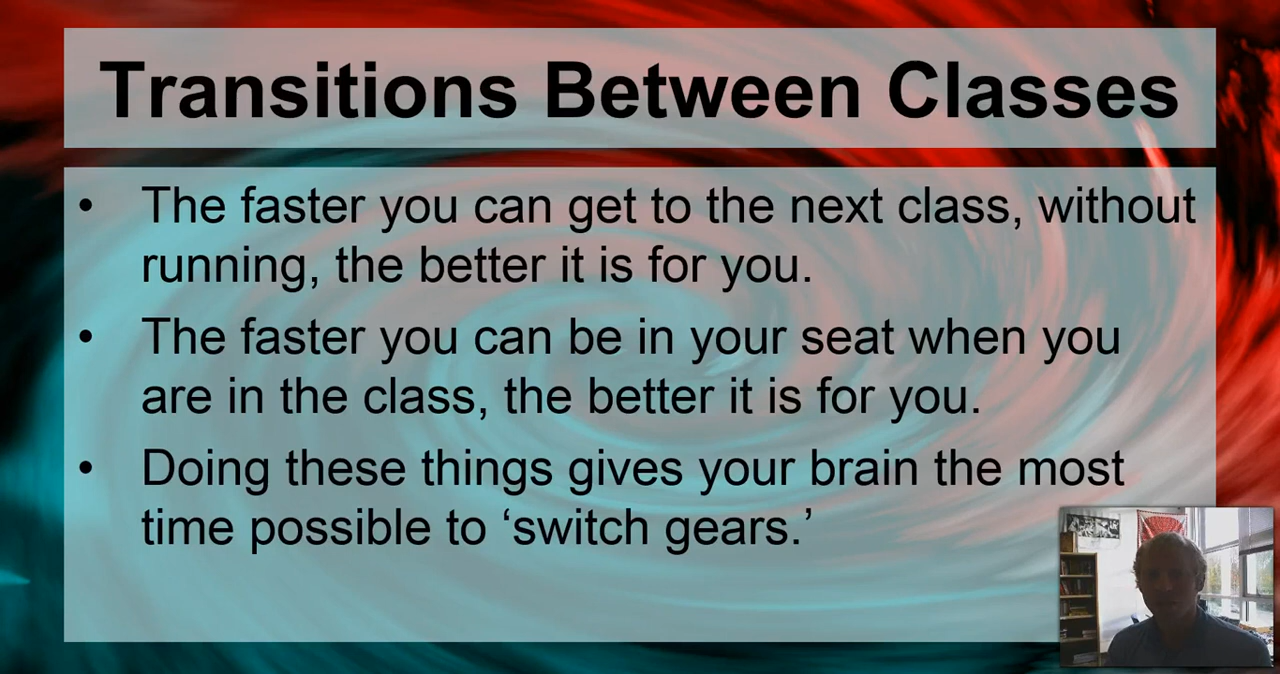 Transitions Between Classes
• The faster you can get to the next class, without
running, the better it is for you.
• The faster you can be in your seat when you
are in the class, the better it is for you.
• Doing these things gives your brain the most
time possible to ‘switch gears.’